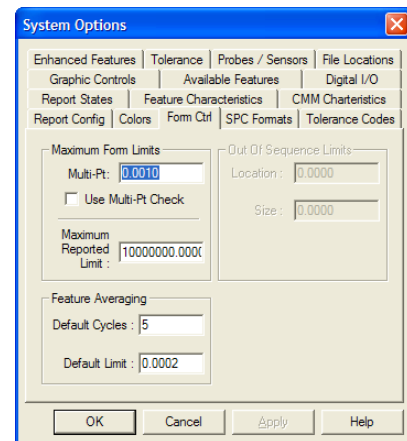 System Options
Enhanced Features Tolerance Probes / Sensors File Locations
Graphic Controls Available Features Digital I/O
Report States Feature Characteristics CMM Charteristics
Report Config Colors Form Ctrl SPC Formats Tolerance Codes
Maximum Form Limits
Multi-Pt: 0.0010
Use Multi-Pt Check
Maximum
Reported
Limit : 10000000.000(
Out Of Sequence Limits
Location : 0.0000
Size : 0.0000
Feature Averaging
Default Cycles : 5
Default Limit : 0.0002
OK Cancel Apply Help